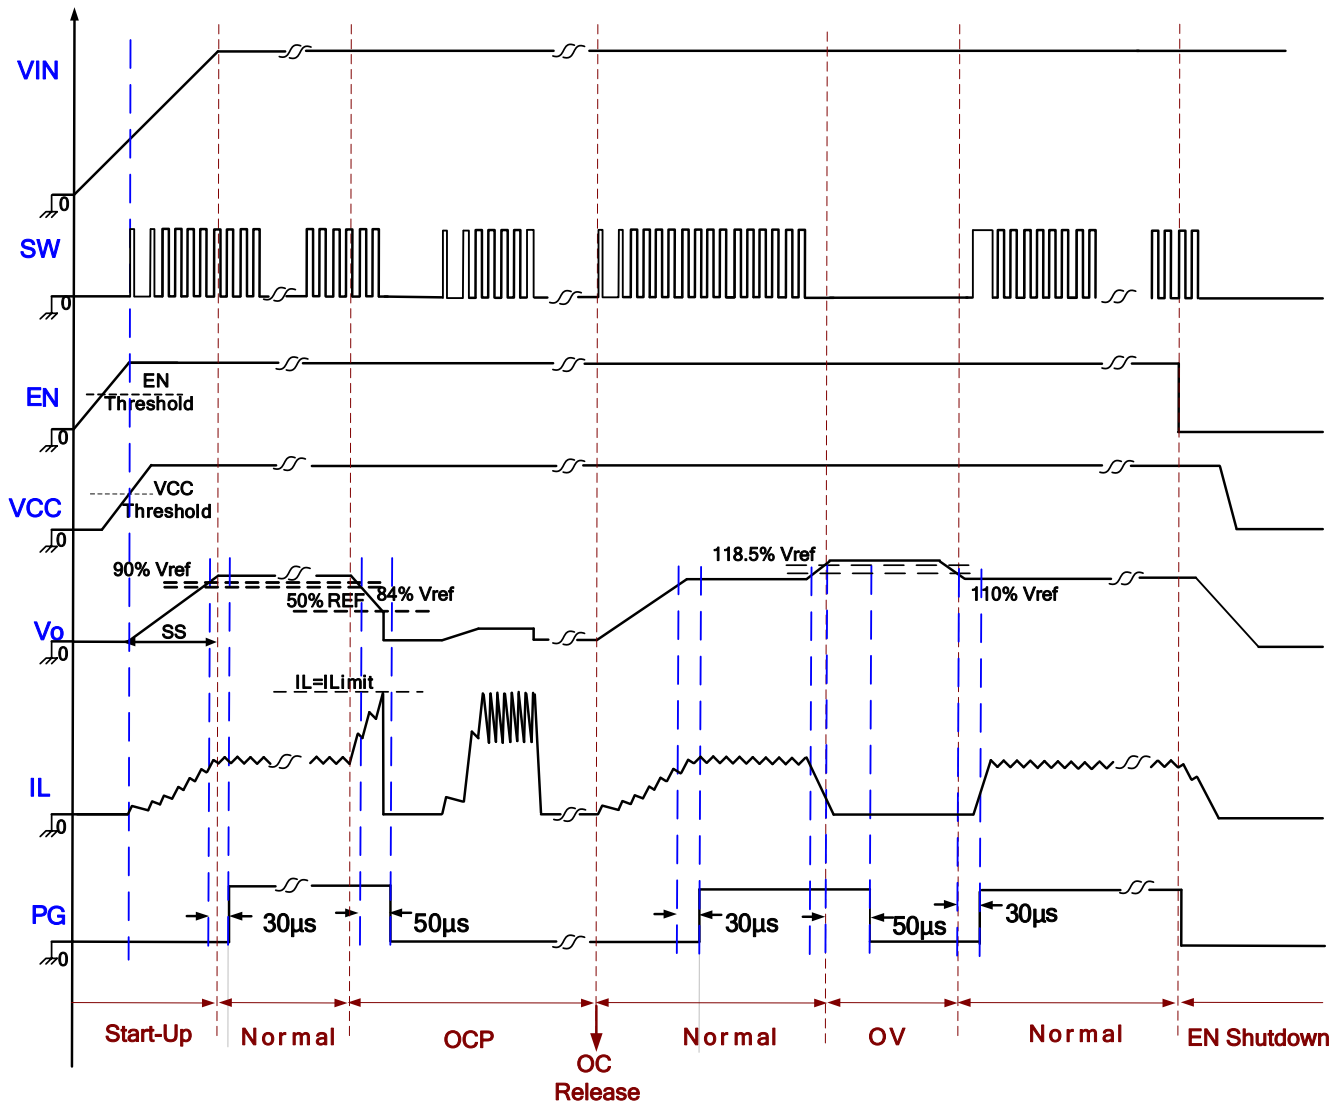 VIN
0
SW
0
EN
Threshold
EN
0
VCC
Threshold
VCC
0
90% Vref
50% REF
84% Vref
118.5% Vref
110% Vref
SS
Vo
0
IL=ILimit
IL
0
PG
30µs
50µs
30µs
50µs
30µs
0
Start-Up
Normal
OCP
Normal
OV
Normal
EN Shutdown
OC
Release